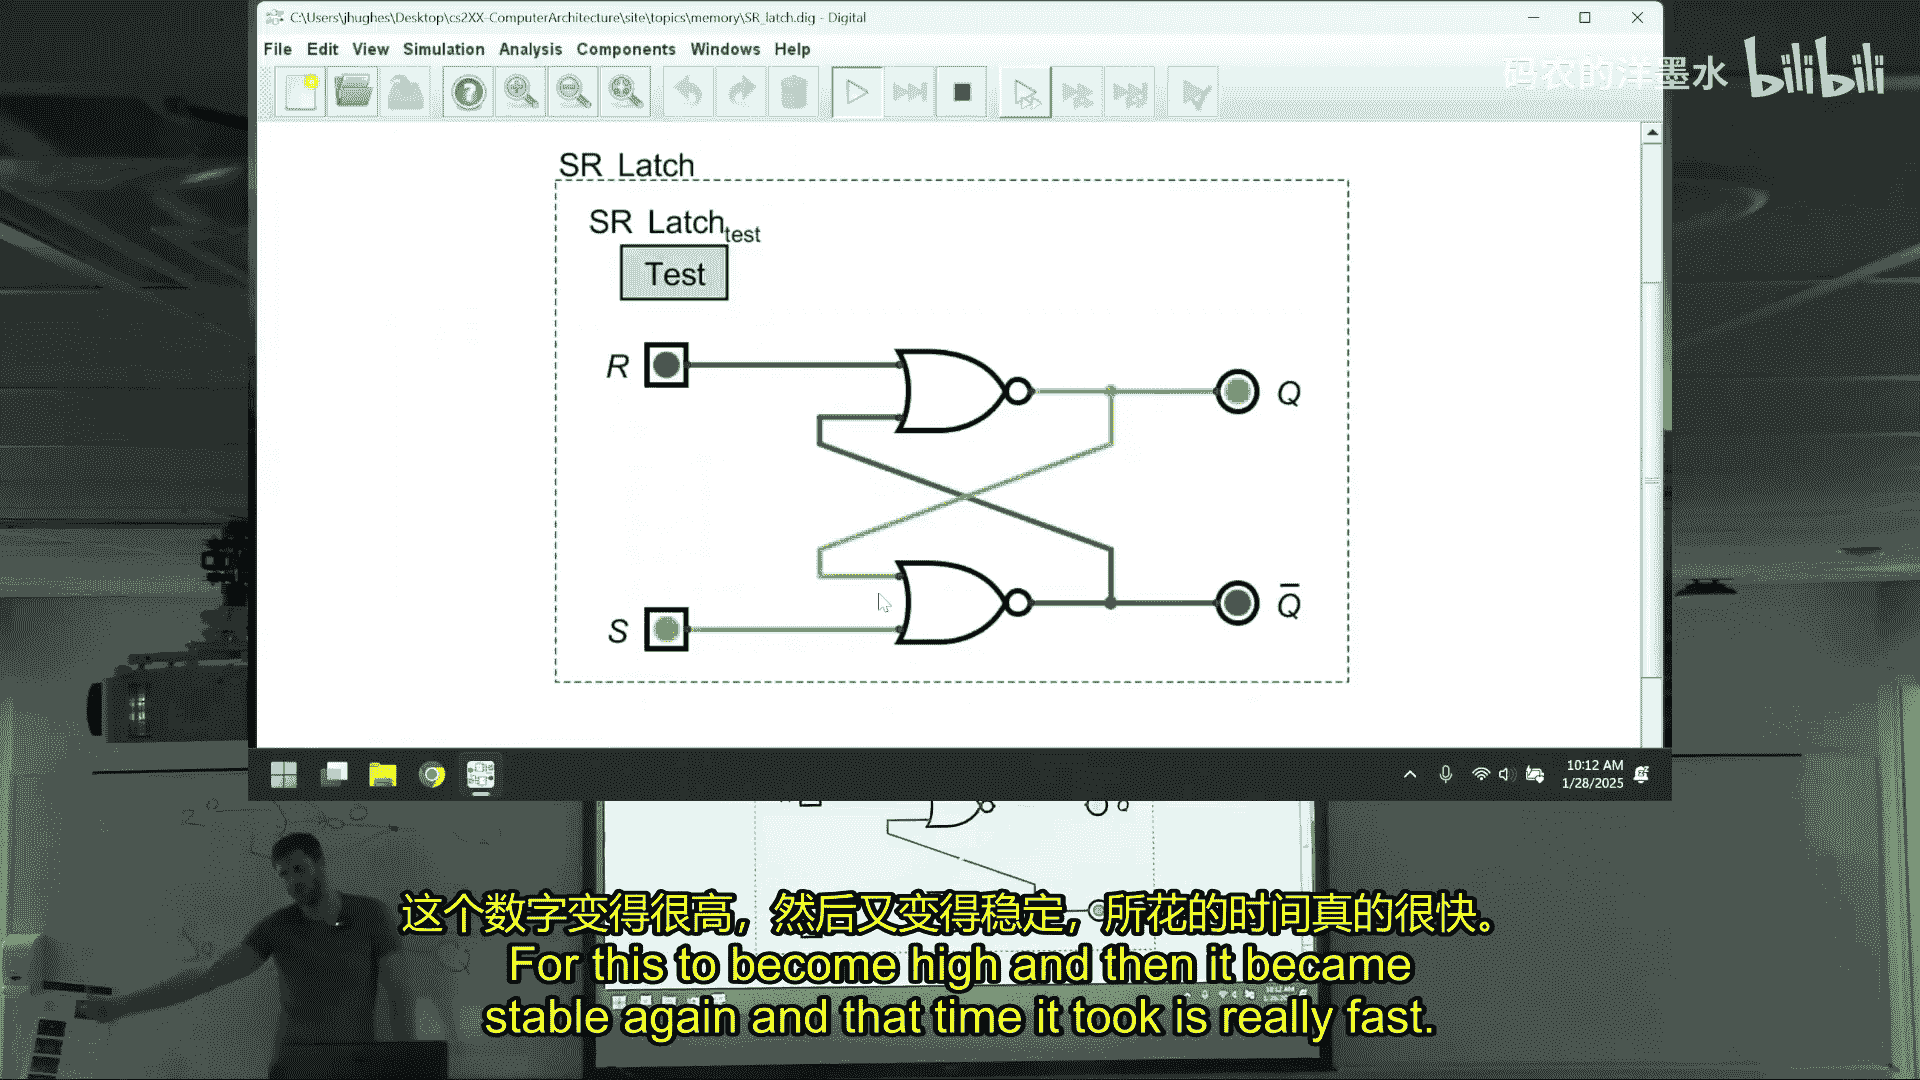 C:\Users\jhughes\Desktop\cs2XX-ComputerArchitecture\site\topics\memory\SR_latch.dig - Digital
File Edit View Simulation Analysis Components Windows Help
码农的洋墨水 bilibili
SR Latch
SR Latch test
Test
R
Q
S
Q̅
10:12 AM
1/28/2025
Q
这个数字变得很高，然后又变得稳定，所花的时间真的很快。
For this to become high and then it became
stable again and that time it took is really fast.